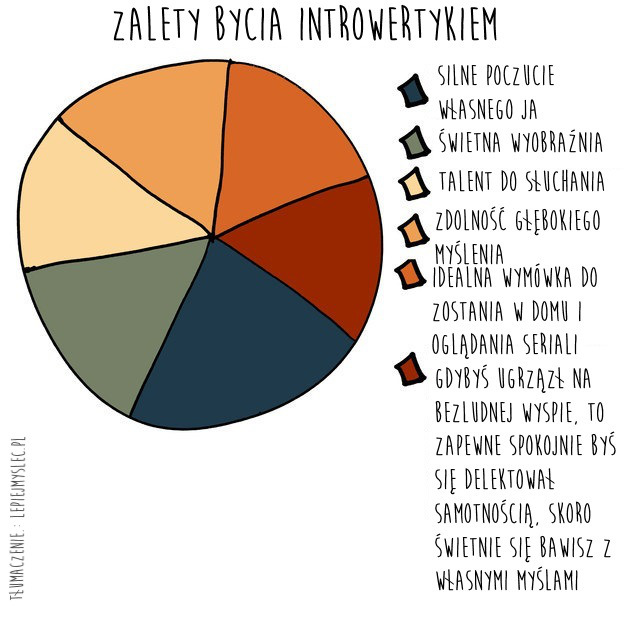 ZALETY BYCIA INTROWERTYKIEM
SILNE POCZUCIE
WŁASNEGO JA
ŚWIETNA WYOBRAŹNIA
TALENT DO SŁUCHANIA
ZDOLNOŚĆ GŁĘBOKIEGO
MYŚLENIA
IDEALNA WYMÓWKA DO
ZOSTANIA W DOMU I
OGLĄDANIA SERIALI
GDYBYŚ UGRZĄZŁ NA
BEZLUDNEJ WYSPIE, TO
ZAPEWNE SPOKOJNIE BYŚ
SIĘ DELEKTOWAŁ
SAMOTNOŚCIĄ, SKORO
ŚWIETNIE SIĘ BAWISZ Z
WŁASNYMI MYŚLAMI
TŁUMACZENIE.: LEPIEJMYSLEC.PL